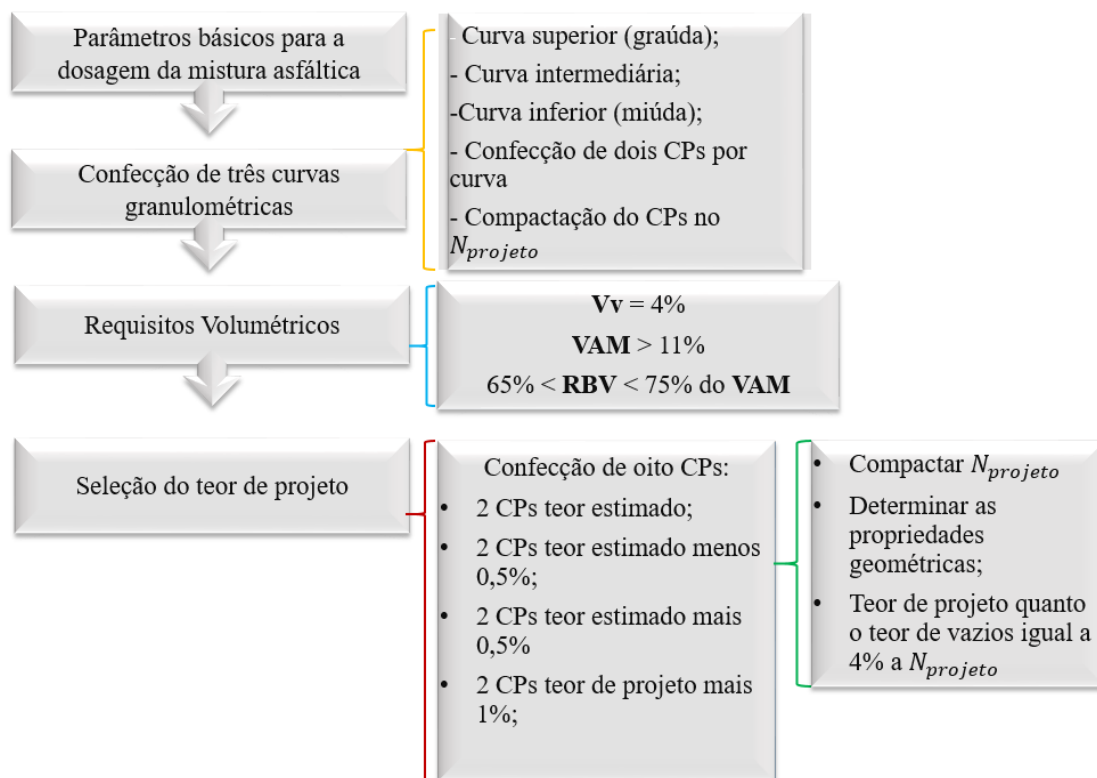 Parâmetros básicos para a
dosagem da mistura asfáltica
- Curva superior (graúda);
- Curva intermediária;
-Curva inferior (miúda);
- Confecção de dois CPs por
curva
- Compactação do CPs no
N_projeto
Confecção de três curvas
granulométricas
Requisitos Volumétricos
Vv = 4%
VAM > 11%
65% < RBV < 75% do VAM
Seleção do teor de projeto
Confecção de oito CPs:
• 2 CPs teor estimado;
• 2 CPs teor estimado menos
0,5%;
• 2 CPs teor estimado mais
0,5%
• 2 CPs teor de projeto mais
1%;
• Compactar N_projeto
• Determinar as
propriedades
geométricas;
• Teor de projeto quanto
o teor de vazios igual a
4% a N_projeto